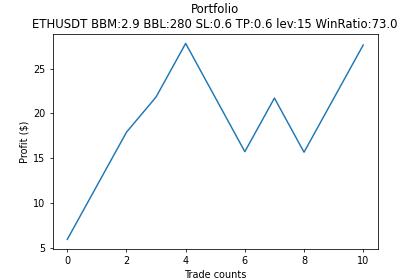 Portfolio
ETHUSDT BBM:2.9 BBL:280 SL:0.6 TP:0.6 lev:15 WinRatio:73.0
Profit ($)
25
20
15
10
5
0 2 4 6 8 10
Trade counts